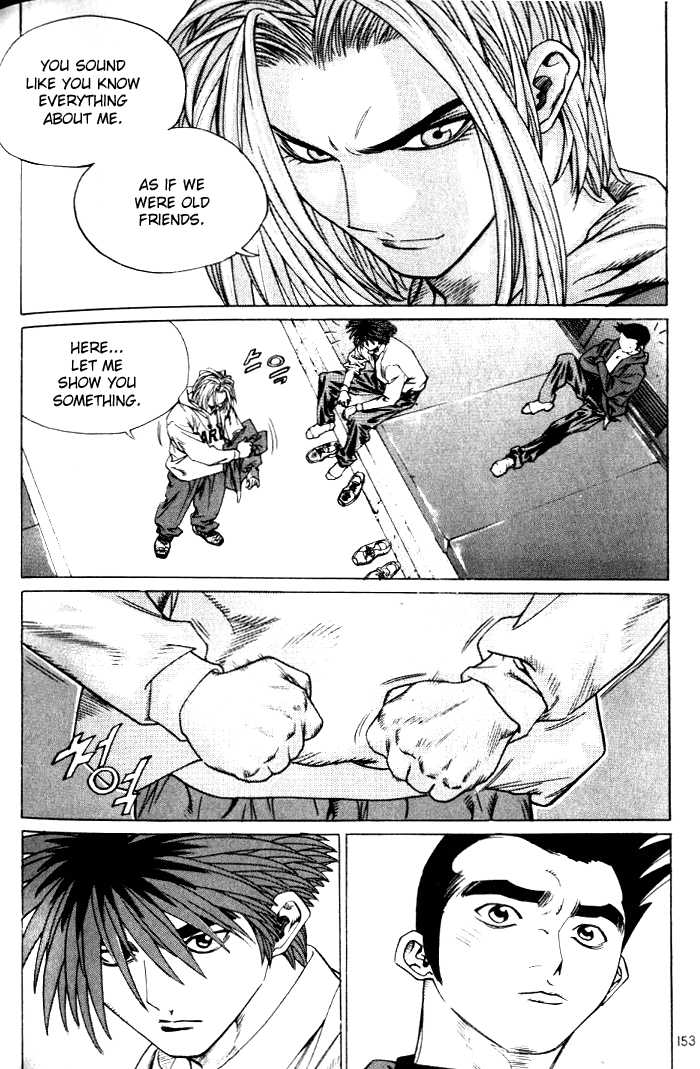 YOU SOUND
LIKE YOU KNOW
EVERYTHING
ABOUT ME.
AS IF WE
WERE OLD
FRIENDS.
HERE...
LET ME
SHOW YOU
SOMETHING.
153